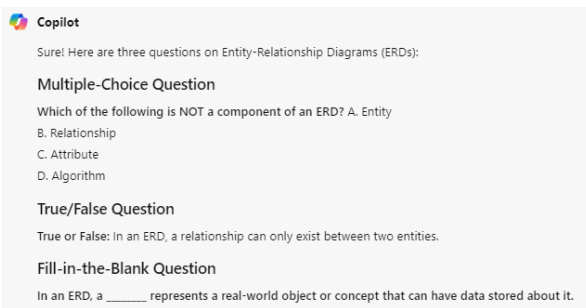 Copilot
Sure! Here are three questions on Entity-Relationship Diagrams (ERDs):
Multiple-Choice Question
Which of the following is NOT a component of an ERD? A. Entity
B. Relationship
C. Attribute
D. Algorithm
True/False Question
True or False: In an ERD, a relationship can only exist between two entities.
Fill-in-the-Blank Question
In an ERD, a ________ represents a real-world object or concept that can have data stored about it.